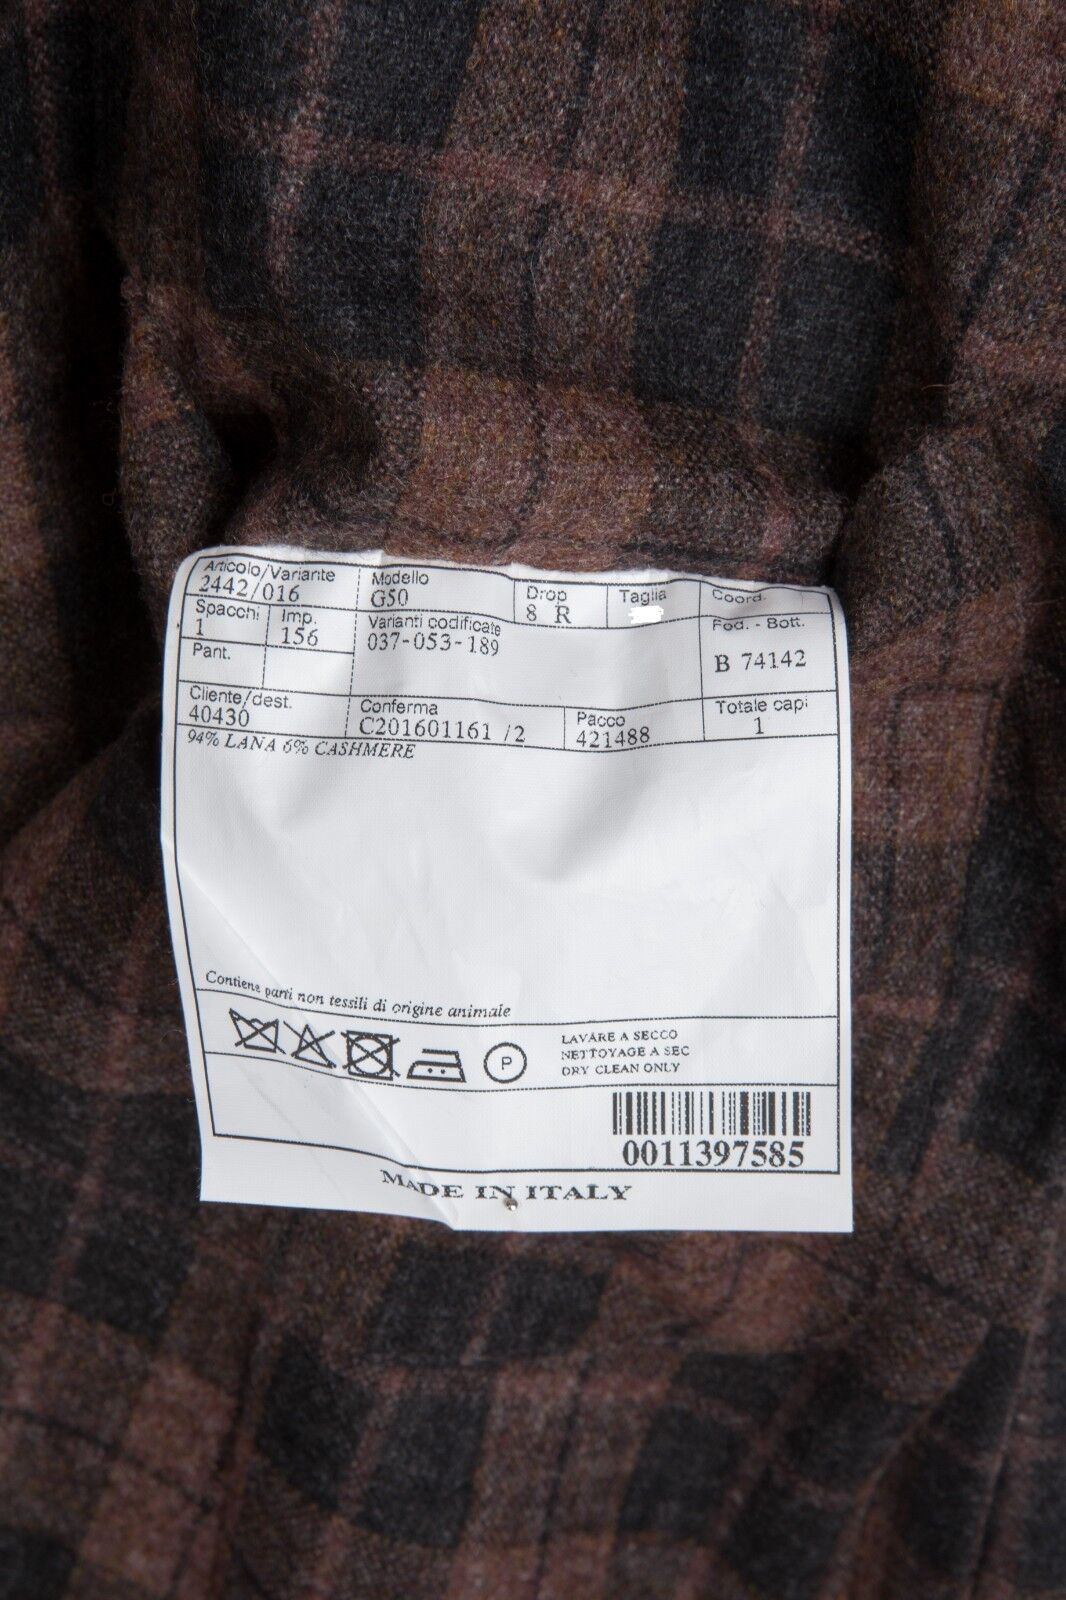 Articolo/Variante Modello Drop Taglia Coord.
2442/016 G50 8 R
Spacchi Imp. Varianti codificate Fod. - Bott.
1 156 037-053-189 B 74142
Pant.
Cliente/dest. Conferma Pacco Totale capi
40430 C201601161 /2 421488 1
94% LANA 6% CASHMERE
Contiene parti non tessili di origine animale
P
LAVARE A SECCO
NETTOYAGE A SEC
DRY CLEAN ONLY
0011397585
MADE IN ITALY